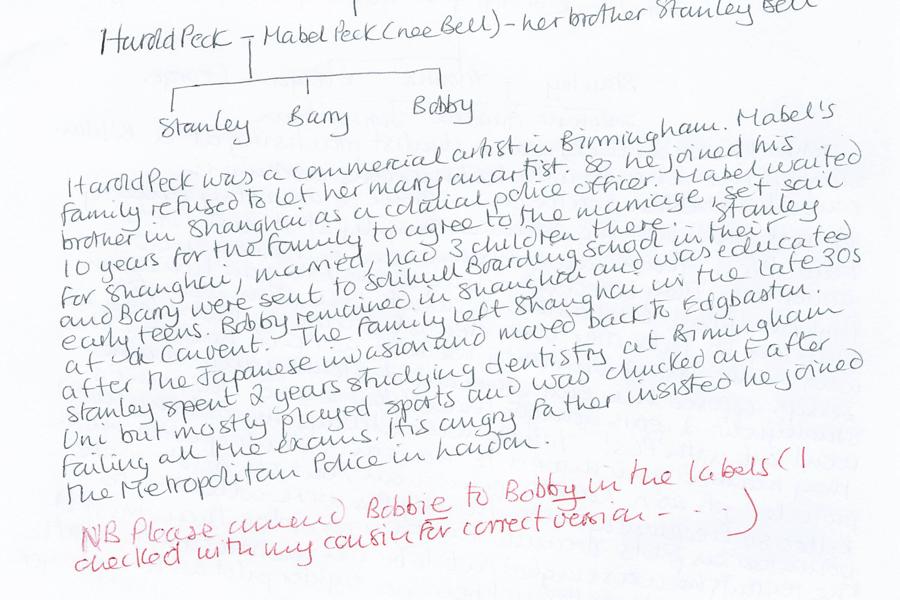 Harold Peck - Mabel Peck (nee Bell) - her brother Stanley Bell
Stanley Barry Bobby
Harold Peck was a commercial artist in Birmingham. Mabel's
family refused to let her marry an artist. So he joined his
brother in Shanghai as a colonial police officer. Mabel waited
10 years for the family to agree to the marriage, set sail
for Shanghai, married, had 3 children there. Stanley
and Barry were sent to Solihull Boarding School in their
early teens. Bobby remained in Shanghai and was educated
at a Convent. The family left Shanghai in the late 30s
after the Japanese invasion and moved back to Edgbaston.
Stanley spent 2 years studying dentistry at Birmingham
Uni but mostly played sports and was chucked out after
failing all the exams. His angry father insisted he joined
the Metropolitan Police in London.
NB Please amend Bobbie to Bobby in the labels (I
checked with my cousin for correct version - - - )